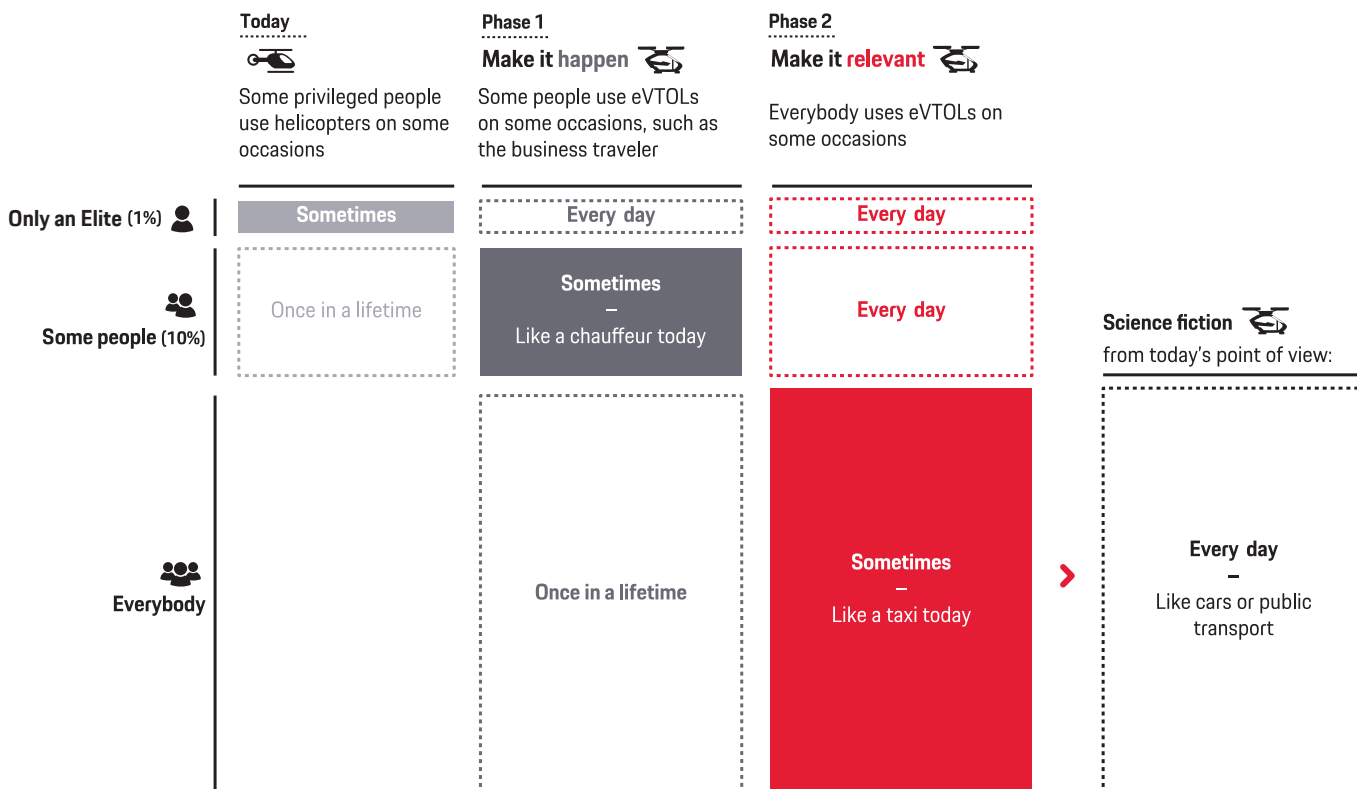 Today
Some privileged people
use helicopters on some
occasions
Phase 1
Make it happen
Some people use eVTOLs
on some occasions, such as
the business traveler
Phase 2
Make it relevant
Everybody uses eVTOLs on
some occasions
Only an Elite (1%)
Sometimes
Every day
Every day
Some people (10%)
Once in a lifetime
Sometimes
–
Like a chauffeur today
Every day
Science fiction
from today's point of view:
Everybody
Once in a lifetime
Sometimes
–
Like a taxi today
Every day
–
Like cars or public
transport